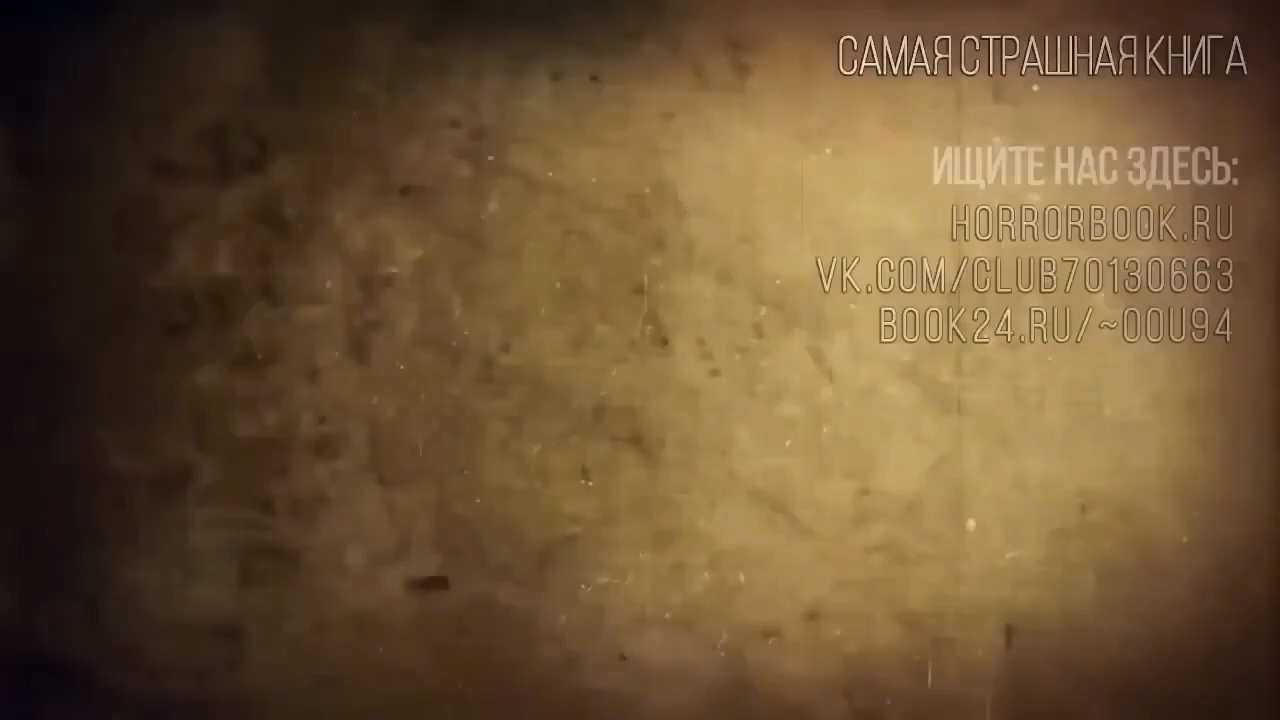 САМАЯ СТРАШНАЯ КНИГА
ИЩИТЕ НАС ЗДЕСЬ:
HORRORBOOK.RU
VK.COM/CLUB70130663
BOOK24.RU/~OOU94